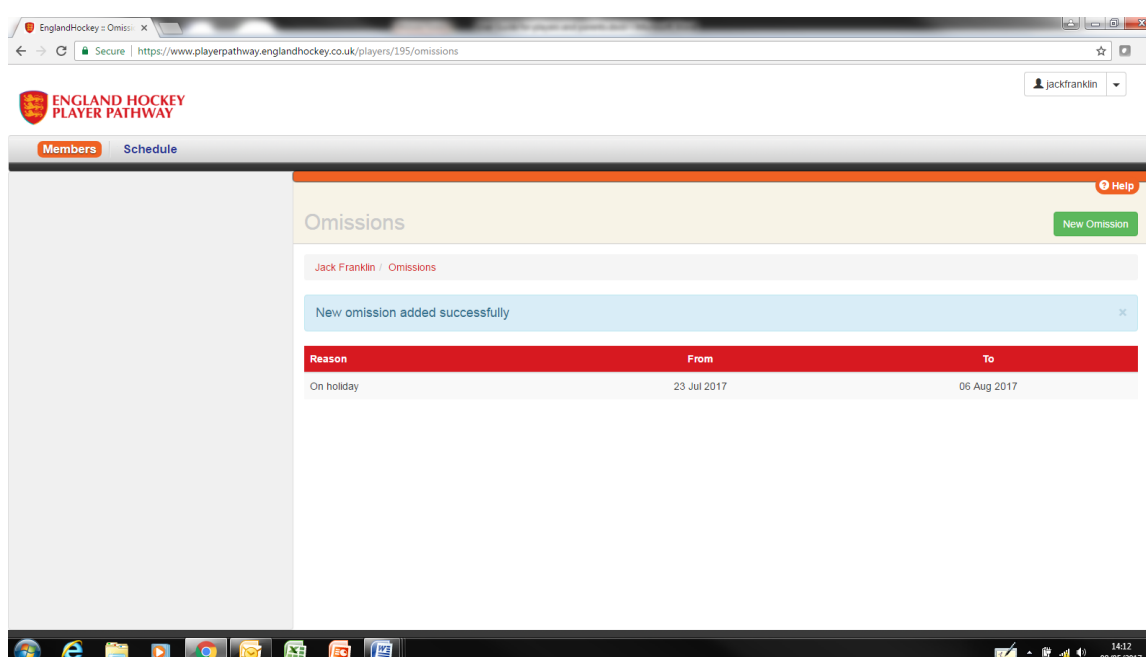 EnglandHockey :: Omissi
Secure | https://www.playerpathway.englandhockey.co.uk/players/195/omissions
jackfranklin
ENGLAND HOCKEY
PLAYER PATHWAY
Members Schedule
Help
Omissions
New Omission
Jack Franklin / Omissions
New omission added successfully ×
Reason From To
On holiday 23 Jul 2017 06 Aug 2017
14:12